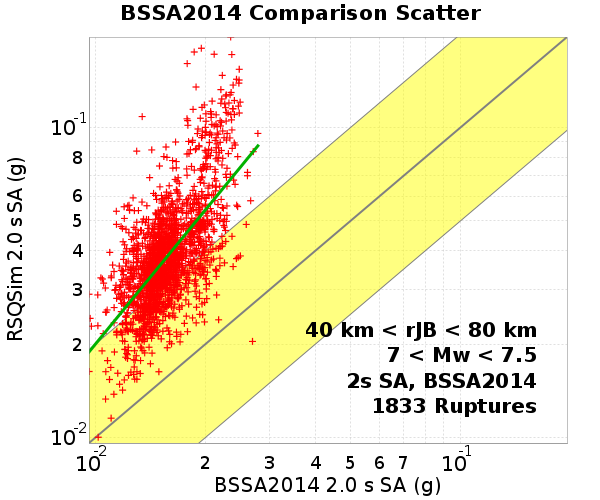 BSSA2014 Comparison Scatter
RSQSim 2.0 s SA (g)
10-1
8
6
5
4
3
2
10-2
40 km < rJB < 80 km
7 < Mw < 7.5
2s SA, BSSA2014
1833 Ruptures
10-2 2 3 4 5 6 7 10-1
BSSA2014 2.0 s SA (g)